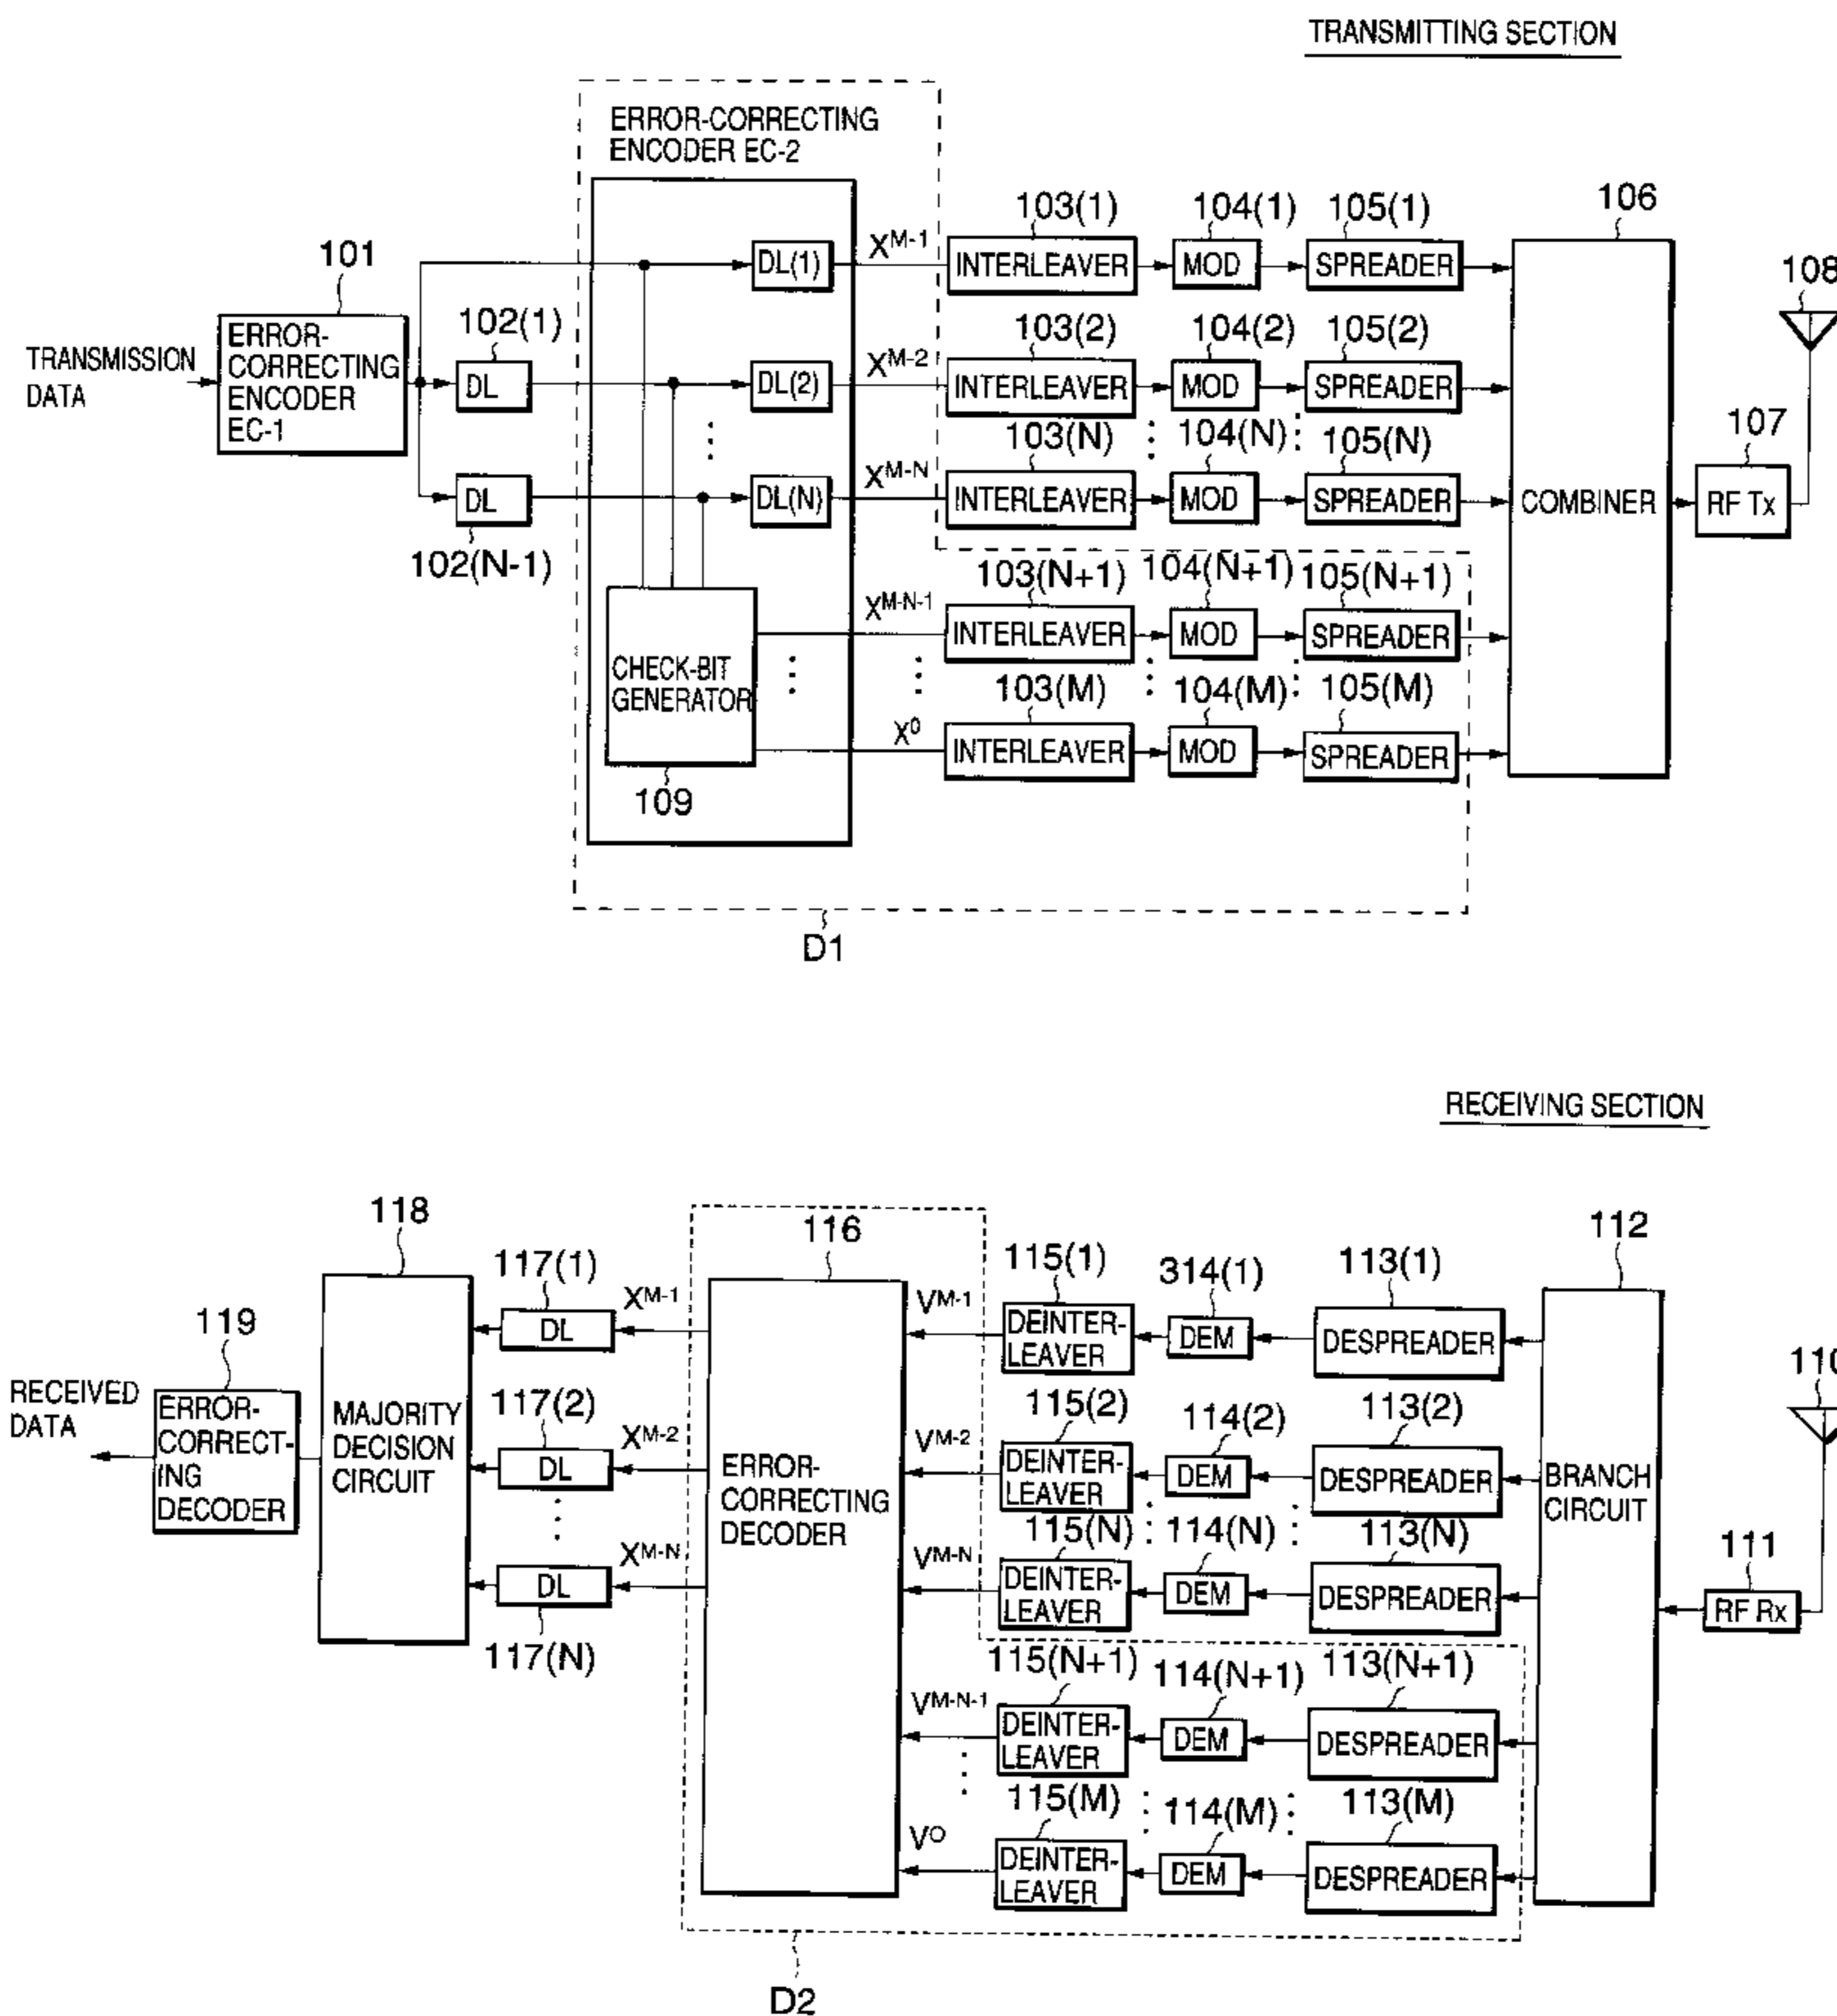 TRANSMITTING SECTION
ERROR-CORRECTING
ENCODER EC-2
101
TRANSMISSION
DATA
ERROR-
CORRECTING
ENCODER
EC-1
102(1)
DL
DL
102(N-1)
DL(1)
DL(2)
DL(N)
CHECK-BIT
GENERATOR
109
X^M-1
X^M-2
X^M-N
X^M-N-1
X^0
103(1)
104(1)
105(1)
INTERLEAVER
MOD
SPREADER
103(2)
104(2)
105(2)
INTERLEAVER
MOD
SPREADER
103(N)
104(N)
105(N)
INTERLEAVER
MOD
SPREADER
103(N+1)
104(N+1)
105(N+1)
INTERLEAVER
MOD
SPREADER
103(M)
104(M)
105(M)
INTERLEAVER
MOD
SPREADER
106
COMBINER
107
RF Tx
108
D1
RECEIVING SECTION
118
116
112
119
RECEIVED
DATA
ERROR-
CORRECT-
ING
DECODER
MAJORITY
DECISION
CIRCUIT
117(1)
DL
117(2)
DL
DL
117(N)
X^M-1
X^M-2
X^M-N
ERROR-
CORRECTING
DECODER
V^M-1
V^M-2
V^M-N
V^M-N-1
V^O
115(1)
314(1)
113(1)
DEINTER-
LEAVER
DEM
DESPREADER
115(2)
114(2)
113(2)
DEINTER-
LEAVER
DEM
DESPREADER
115(N)
114(N)
113(N)
DEINTER-
LEAVER
DEM
DESPREADER
115(N+1)
114(N+1)
113(N+1)
DEINTER-
LEAVER
DEM
DESPREADER
115(M)
114(M)
113(M)
DEINTER-
LEAVER
DEM
DESPREADER
BRANCH
CIRCUIT
111
RF Rx
110
D2